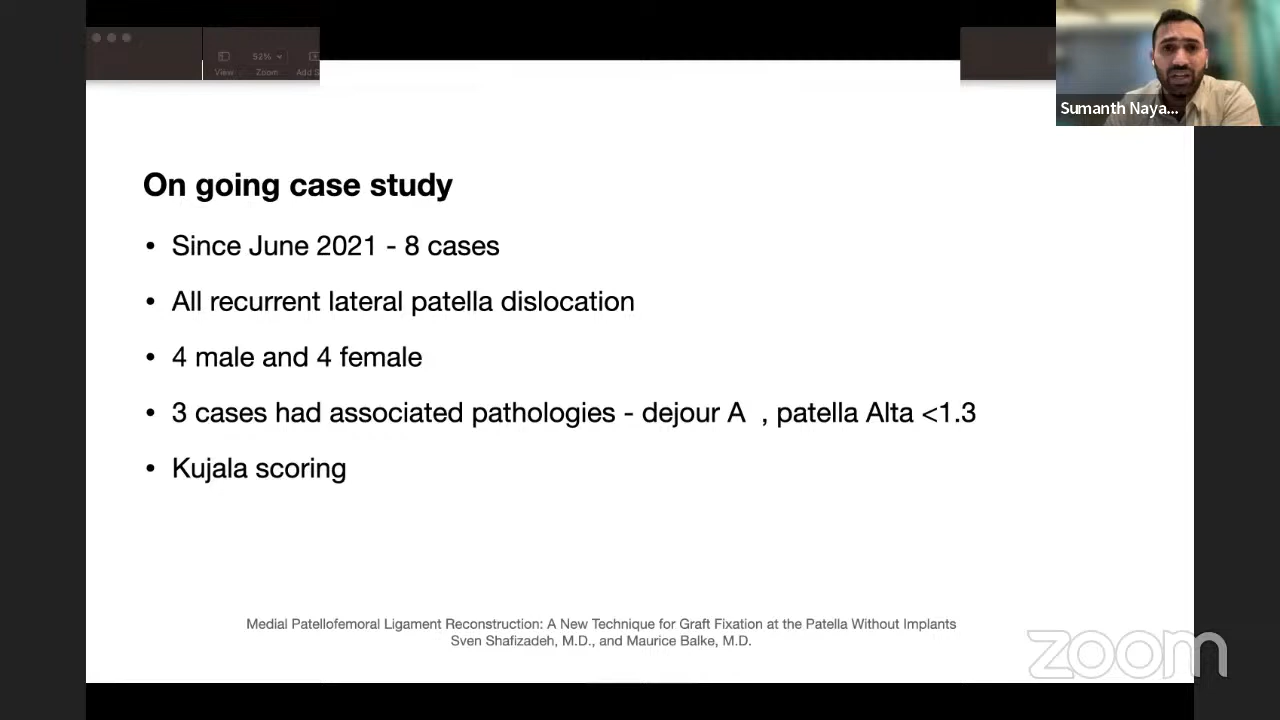 View
52%
Zoom
Add S
Sumanth Naya...
On going case study
• Since June 2021 - 8 cases
• All recurrent lateral patella dislocation
• 4 male and 4 female
• 3 cases had associated pathologies - dejour A , patella Alta <1.3
• Kujala scoring
Medial Patellofemoral Ligament Reconstruction: A New Technique for Graft Fixation at the Patella Without Implants
Sven Shafizadeh, M.D., and Maurice Balke, M.D.
zoom